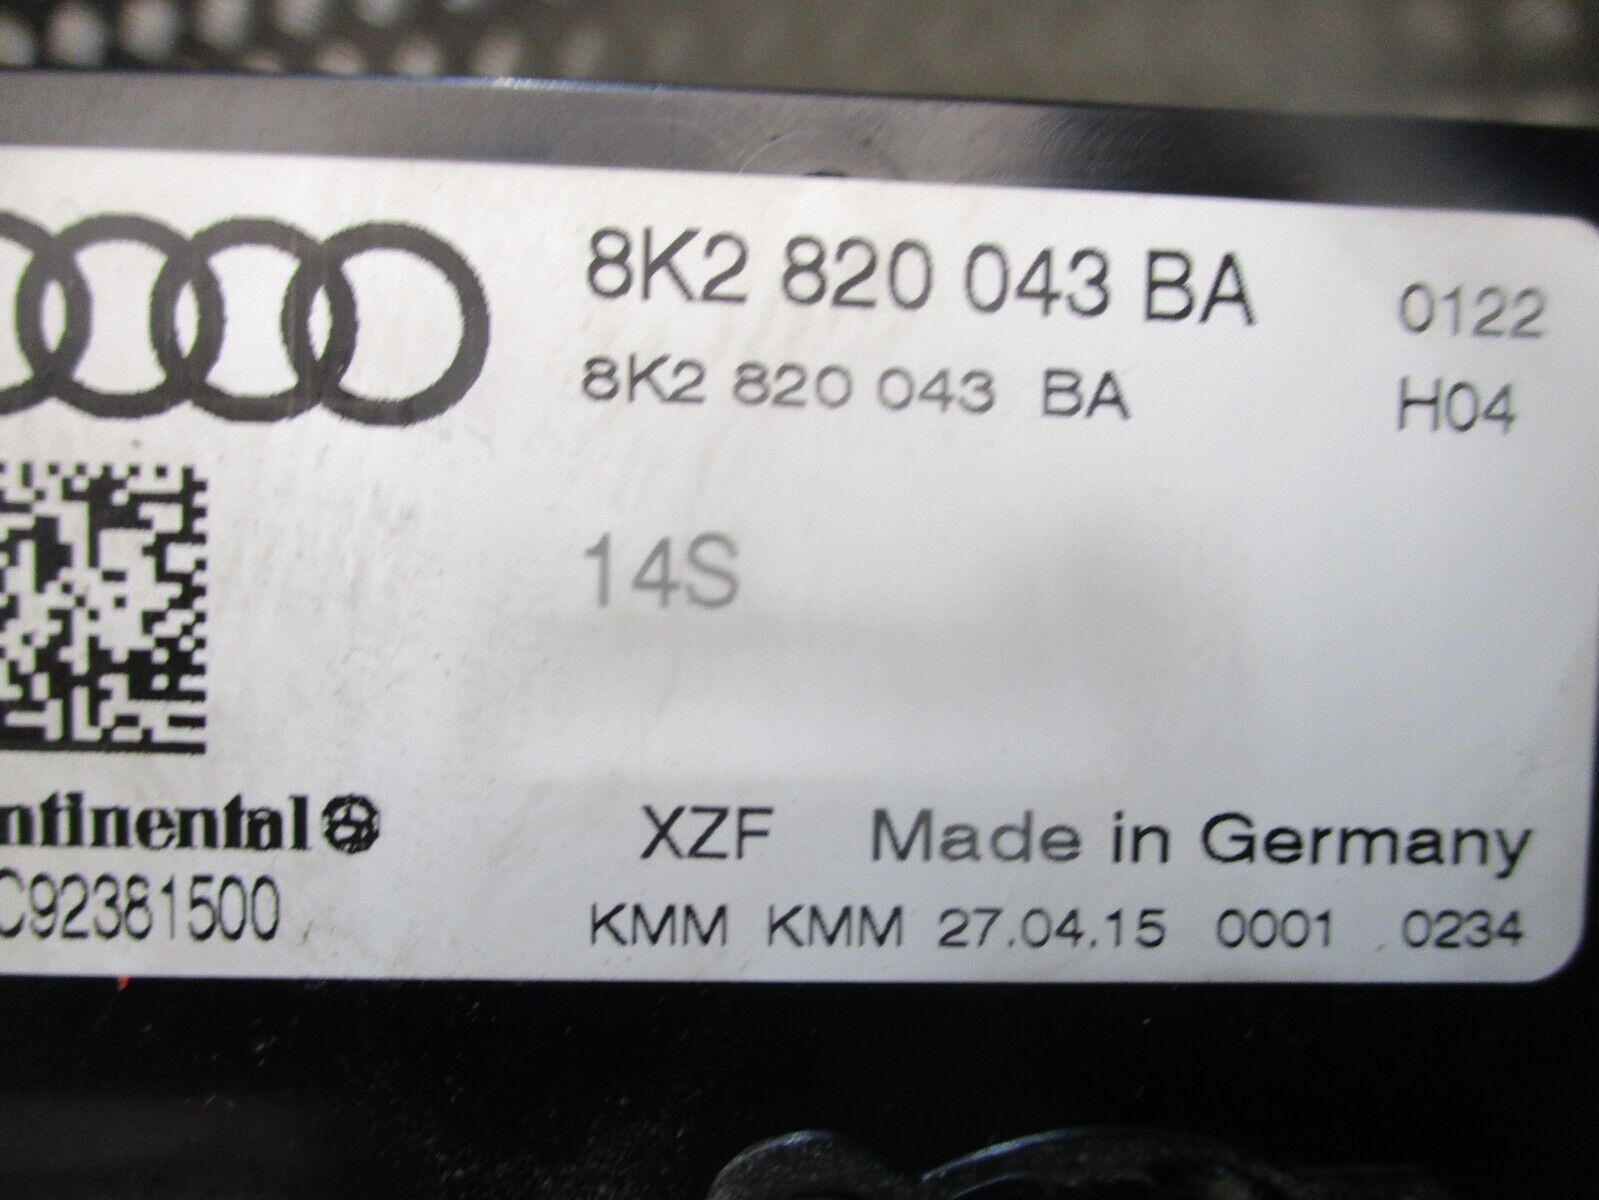 8K2 820 043 BA 0122
8K2 820 043 BA H04
14S
ntinental
XZF Made in Germany
C92381500
KMM KMM 27.04.15 0001 0234